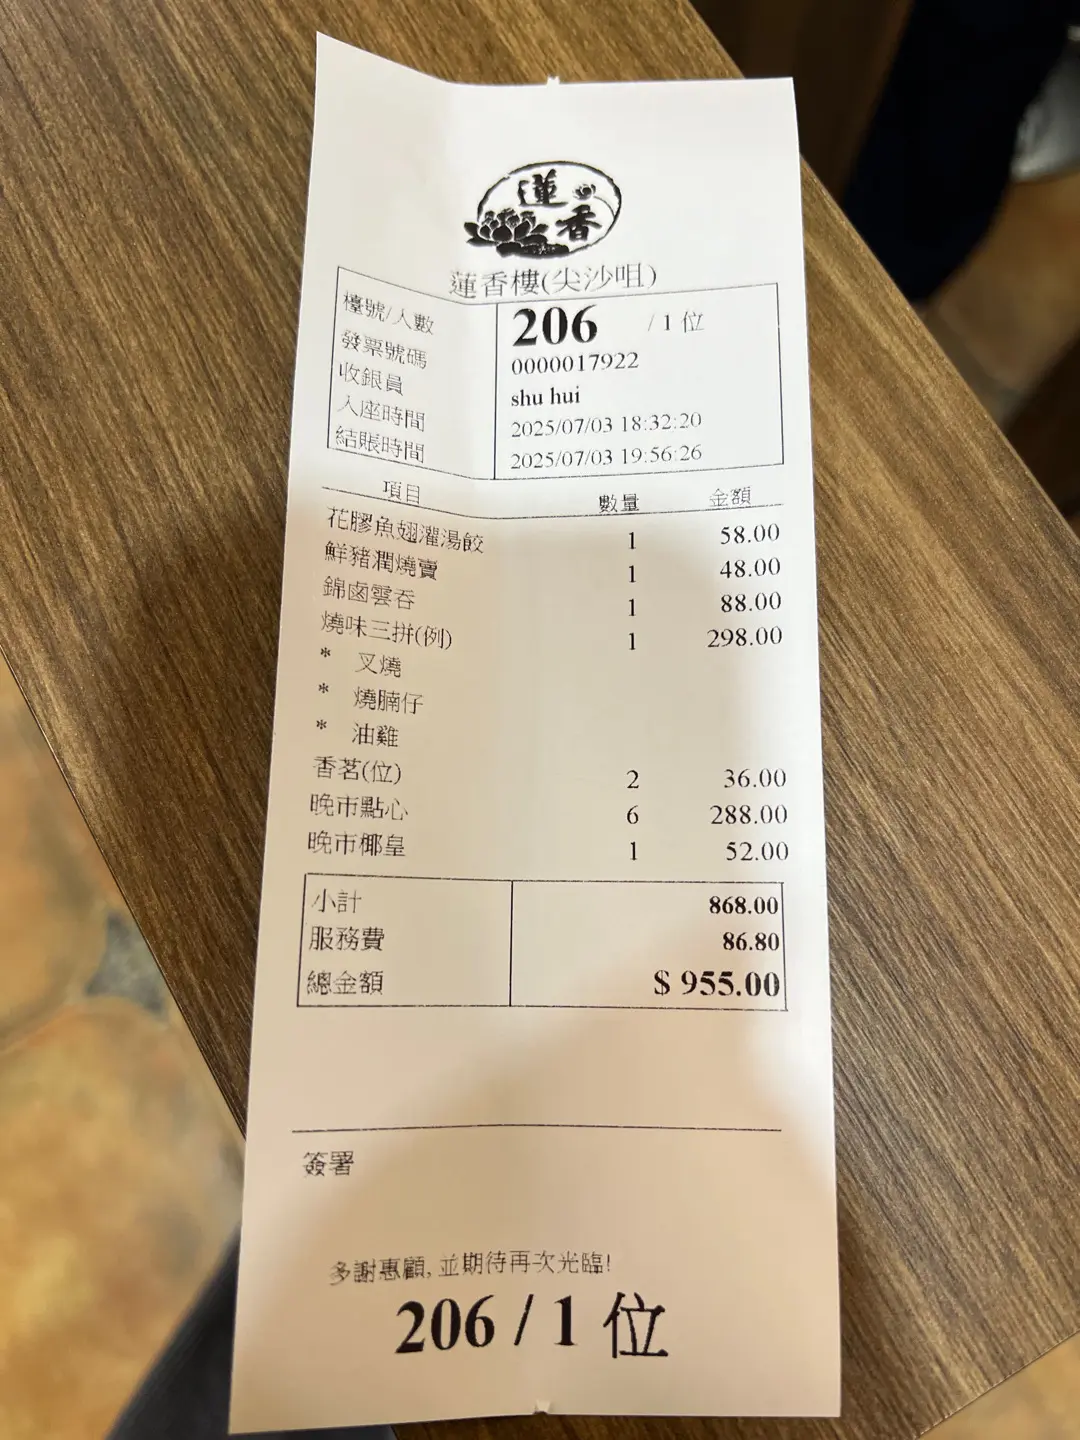 蓮香
蓮香樓(尖沙咀)
檯號/人數 206 / 1 位
發票號碼 0000017922
收銀員 shu hui
入座時間 2025/07/03 18:32:20
結賬時間 2025/07/03 19:56:26
項目 數量 金額
花膠魚翅灌湯餃 1 58.00
鮮豬潤燒賣 1 48.00
錦鹵雲吞 1 88.00
燒味三拼(例) 1 298.00
* 叉燒
* 燒腩仔
* 油雞
香茗(位) 2 36.00
晚市點心 6 288.00
晚市椰皇 1 52.00
小計 868.00
服務費 86.80
總金額 $ 955.00
簽署
多謝惠顧, 並期待再次光臨!
206 / 1 位